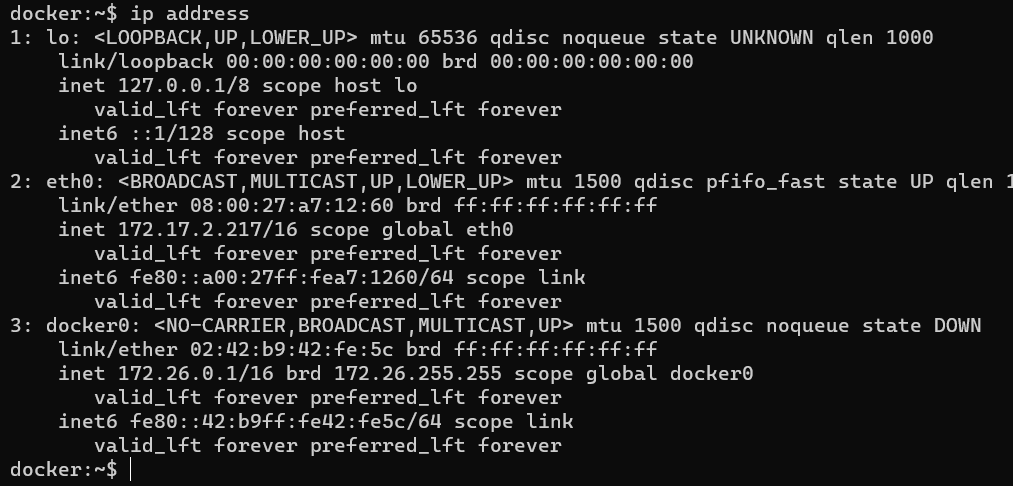 docker:~$ ip address
1: lo: <LOOPBACK,UP,LOWER_UP> mtu 65536 qdisc noqueue state UNKNOWN qlen 1000
    link/loopback 00:00:00:00:00:00 brd 00:00:00:00:00:00
    inet 127.0.0.1/8 scope host lo
       valid_lft forever preferred_lft forever
    inet6 ::1/128 scope host
       valid_lft forever preferred_lft forever
2: eth0: <BROADCAST,MULTICAST,UP,LOWER_UP> mtu 1500 qdisc pfifo_fast state UP qlen 1
    link/ether 08:00:27:a7:12:60 brd ff:ff:ff:ff:ff:ff
    inet 172.17.2.217/16 scope global eth0
       valid_lft forever preferred_lft forever
    inet6 fe80::a00:27ff:fea7:1260/64 scope link
       valid_lft forever preferred_lft forever
3: docker0: <NO-CARRIER,BROADCAST,MULTICAST,UP> mtu 1500 qdisc noqueue state DOWN
    link/ether 02:42:b9:42:fe:5c brd ff:ff:ff:ff:ff:ff
    inet 172.26.0.1/16 brd 172.26.255.255 scope global docker0
       valid_lft forever preferred_lft forever
    inet6 fe80::42:b9ff:fe42:fe5c/64 scope link
       valid_lft forever preferred_lft forever
docker:~$